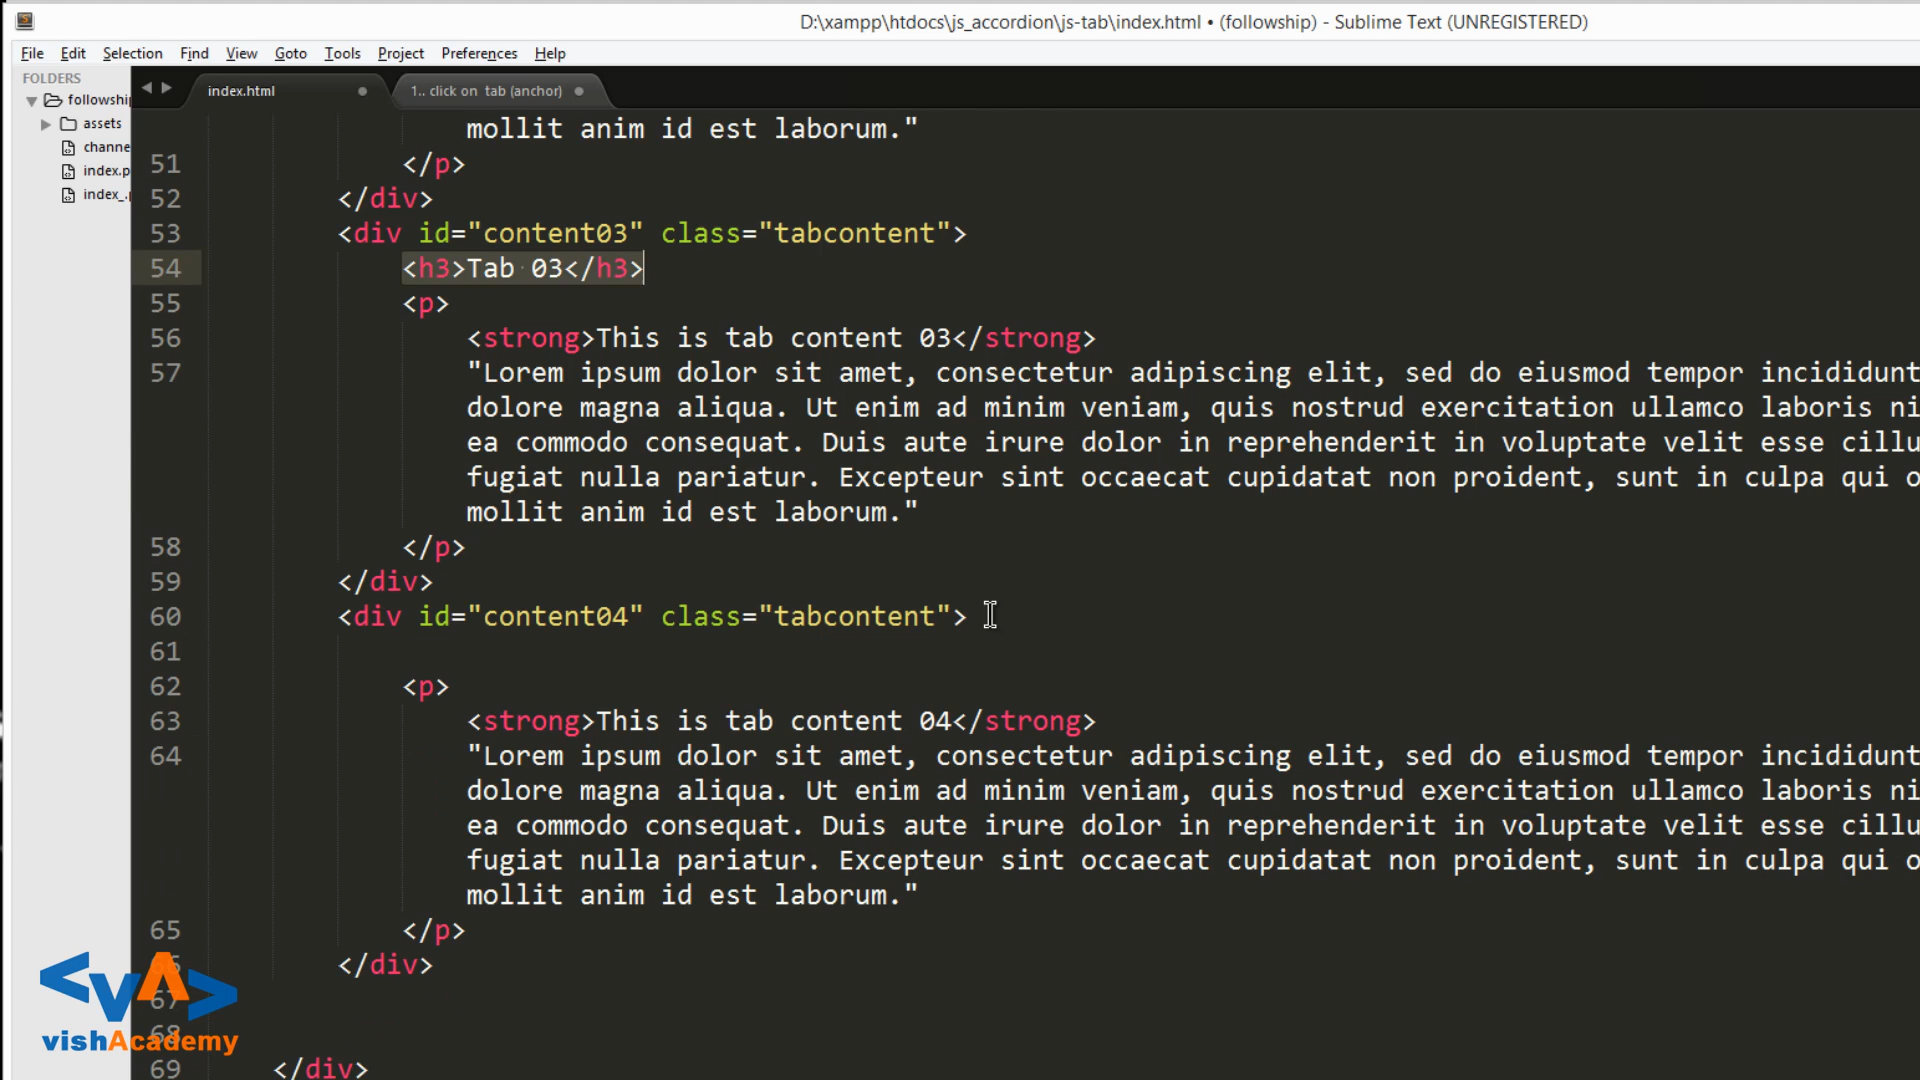 D:\xampp\htdocs\js_accordion\js-tab\index.html • (followship) - Sublime Text (UNREGISTERED)
File Edit Selection Find View Goto Tools Project Preferences Help
FOLDERS
followship
assets
channe
index.p
index_.p
index.html
1.. click on tab (anchor)
mollit anim id est laborum."
51 </p>
52 </div>
53 <div id="content03" class="tabcontent">
54 <h3>Tab 03</h3>
55 <p>
56 <strong>This is tab content 03</strong>
57 "Lorem ipsum dolor sit amet, consectetur adipiscing elit, sed do eiusmod tempor incididunt
dolore magna aliqua. Ut enim ad minim veniam, quis nostrud exercitation ullamco laboris ni
ea commodo consequat. Duis aute irure dolor in reprehenderit in voluptate velit esse cillu
fugiat nulla pariatur. Excepteur sint occaecat cupidatat non proident, sunt in culpa qui o
mollit anim id est laborum."
58 </p>
59 </div>
60 <div id="content04" class="tabcontent">
61
62 <p>
63 <strong>This is tab content 04</strong>
64 "Lorem ipsum dolor sit amet, consectetur adipiscing elit, sed do eiusmod tempor incididunt
dolore magna aliqua. Ut enim ad minim veniam, quis nostrud exercitation ullamco laboris ni
ea commodo consequat. Duis aute irure dolor in reprehenderit in voluptate velit esse cillu
fugiat nulla pariatur. Excepteur sint occaecat cupidatat non proident, sunt in culpa qui o
mollit anim id est laborum."
65 </p>
66 </div>
67
68
69 </div>
<vA>
vishAcademy